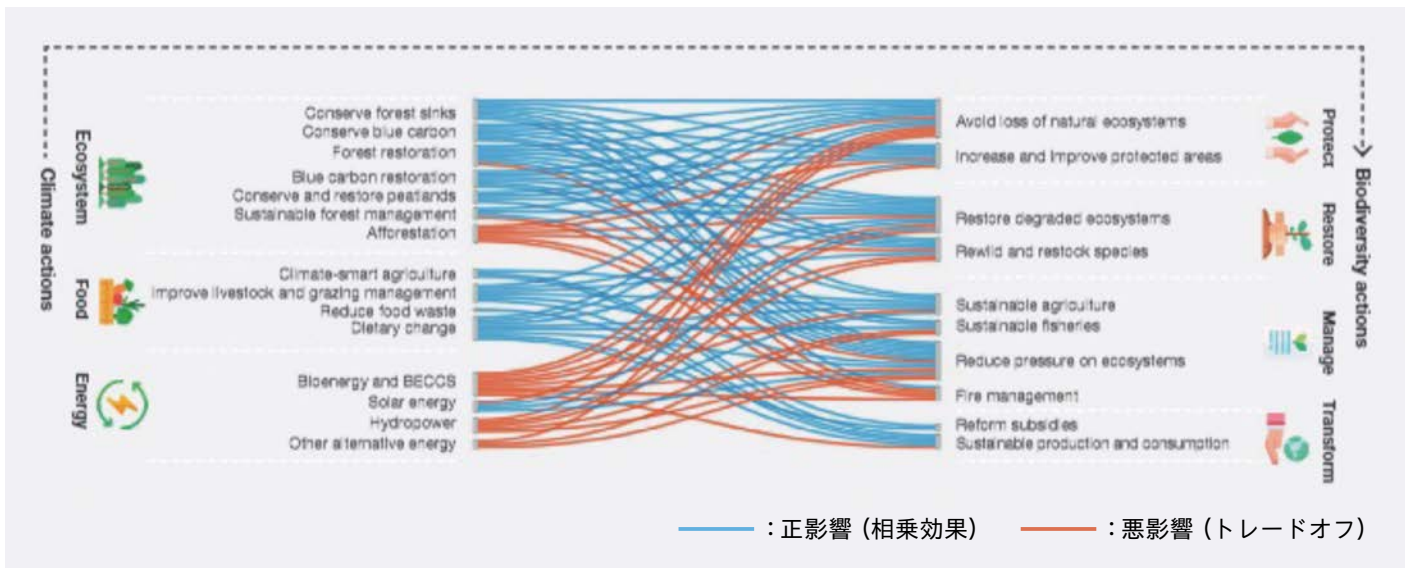 Climate actions
Ecosystem
Conserve forest sinks
Conserve blue carbon
Forest restoration
Blue carbon restoration
Conserve and restore peatlands
Sustainable forest management
Afforestation
Food
Climate-smart agriculture
Improve livestock and grazing management
Reduce food waste
Dietary change
Energy
Bioenergy and BECCS
Solar energy
Hydropower
Other alternative energy
Biodiversity actions
Protect
Avoid loss of natural ecosystems
Increase and improve protected areas
Restore
Restore degraded ecosystems
Rewild and restock species
Manage
Sustainable agriculture
Sustainable fisheries
Reduce pressure on ecosystems
Fire management
Transform
Reform subsidies
Sustainable production and consumption
：正影響（相乗効果）
：悪影響（トレードオフ）